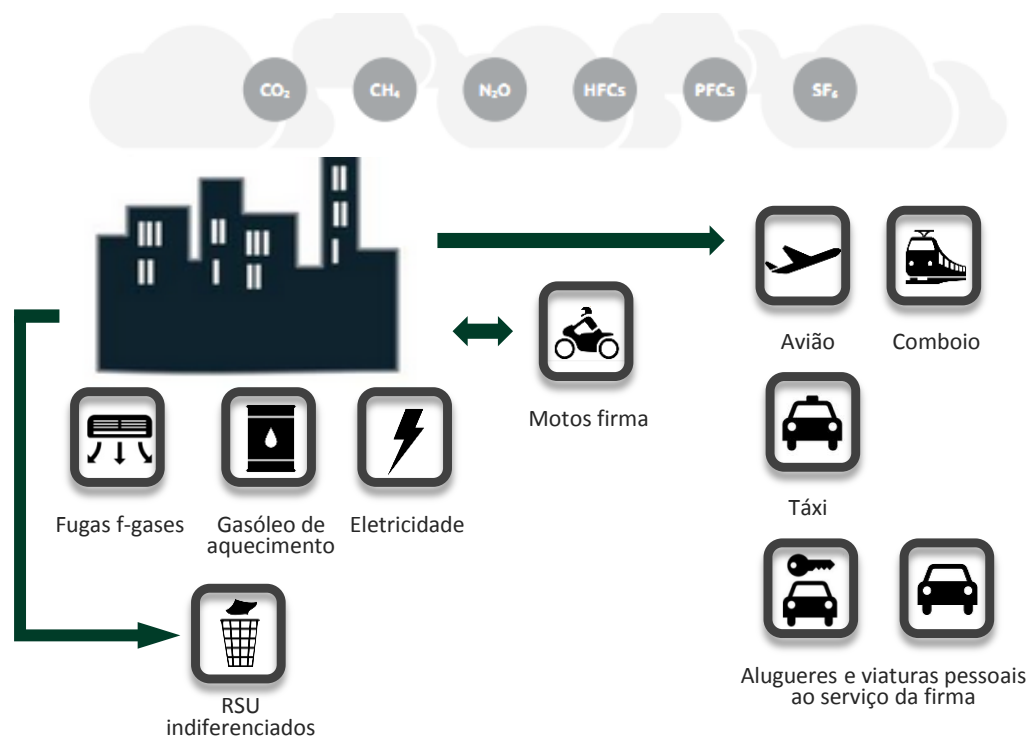 CO₂ CH₄ N₂O HFCs PFCs SF₆
Avião Comboio
Motos firma
Táxi
Fugas f-gases
Gasóleo de
aquecimento
Eletricidade
Alugueres e viaturas pessoais
ao serviço da firma
RSU
indiferenciados